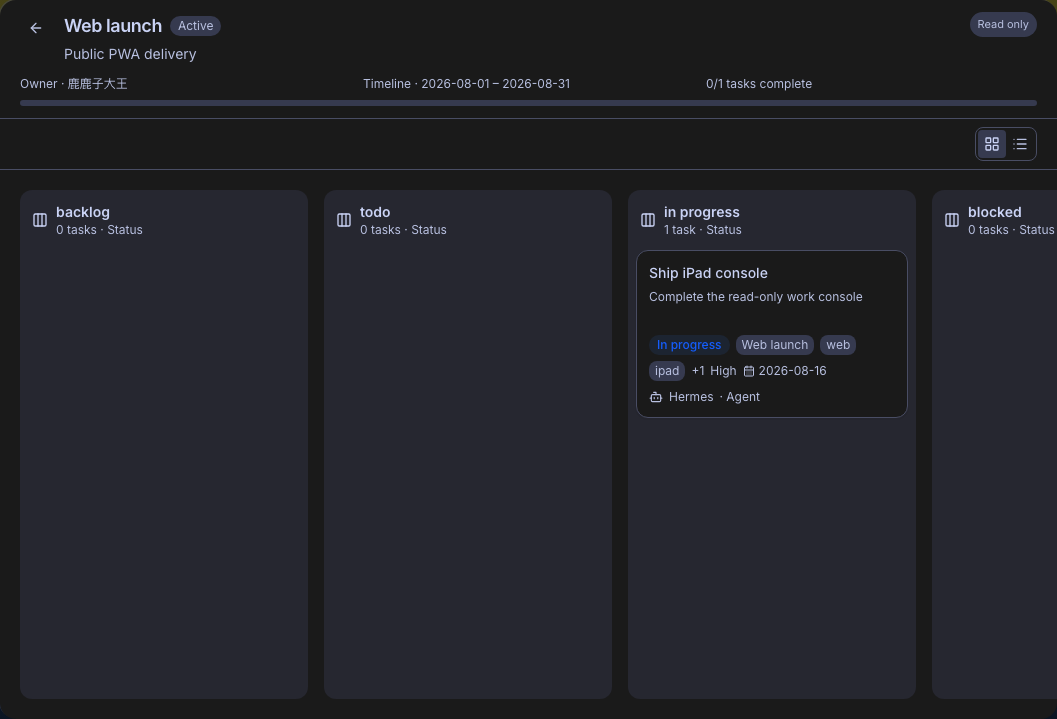 Web launch Active
Read only
Public PWA delivery
Owner · 鹿鹿子大王
Timeline · 2026-08-01 – 2026-08-31
0/1 tasks complete
backlog
0 tasks · Status
todo
0 tasks · Status
in progress
1 task · Status
Ship iPad console
Complete the read-only work console
In progress Web launch web
ipad +1 High 2026-08-16
Hermes · Agent
blocked
0 tasks · Status